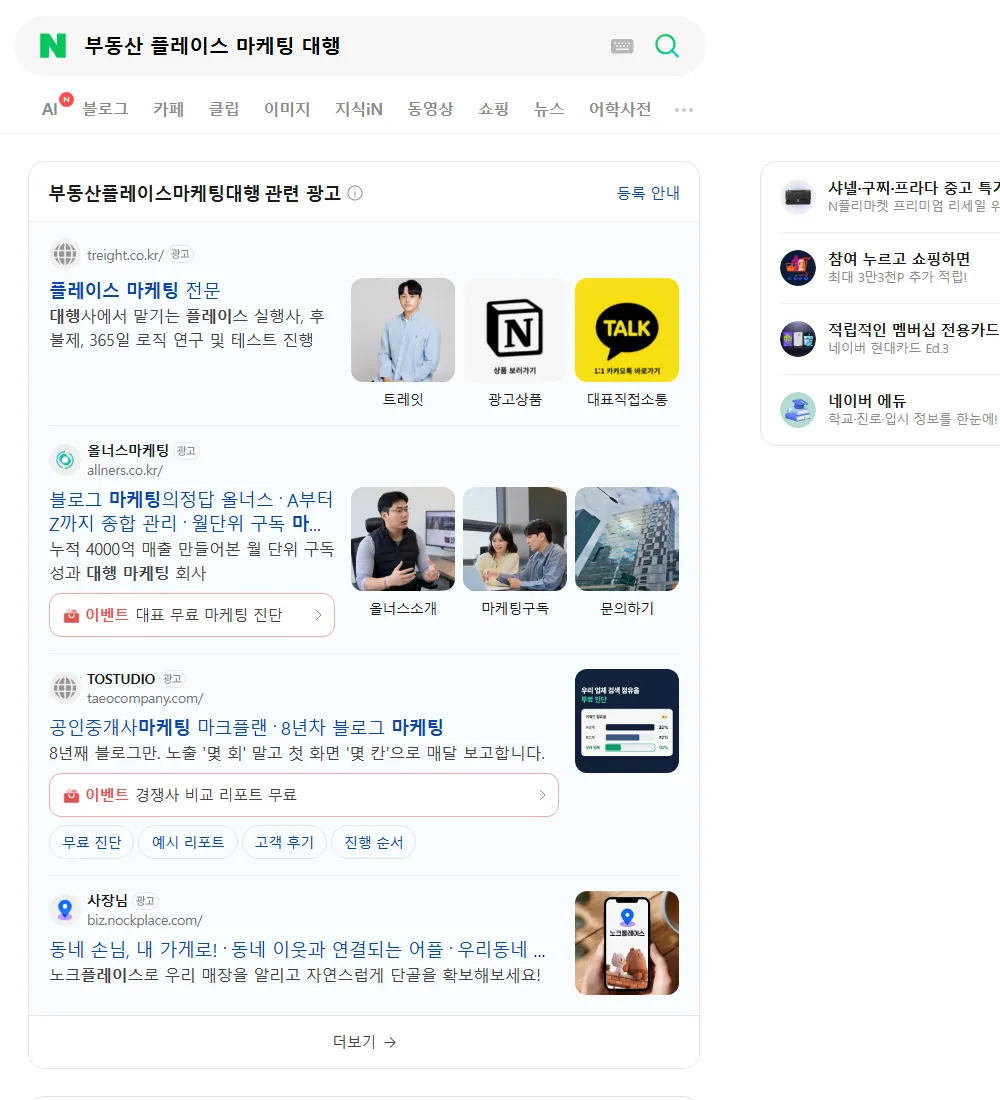 N 부동산 플레이스 마케팅 대행
AI N 블로그 카페 클립 이미지 지식iN 동영상 쇼핑 뉴스 어학사전
부동산플레이스마케팅대행 관련 광고 등록 안내
treight.co.kr/ 광고
플레이스 마케팅 전문
대행사에서 맡기는 플레이스 실행사, 후
불제, 365일 로직 연구 및 테스트 진행
N
상품 보러가기
TALK
1:1 카카오톡 바로가기
트레잇 광고상품 대표직접소통
올너스마케팅 광고
allners.co.kr/
블로그 마케팅의정답 올너스 · A부터
Z까지 종합 관리 · 월단위 구독 마...
누적 4000억 매출 만들어본 월 단위 구독
성과 대행 마케팅 회사
이벤트 대표 무료 마케팅 진단
올너스소개 마케팅구독 문의하기
TOSTUDIO 광고
taeocompany.com/
공인중개사마케팅 마크플랜 · 8년차 블로그 마케팅
8년째 블로그만. 노출 '몇 회' 말고 첫 화면 '몇 칸'으로 매달 보고합니다.
이벤트 경쟁사 비교 리포트 무료
무료 진단 예시 리포트 고객 후기 진행 순서
우리 업체 검색 점유율
무료 진단
사장님 광고
biz.nockplace.com/
동네 손님, 내 가게로! · 동네 이웃과 연결되는 어플 · 우리동네 ...
노크플레이스로 우리 매장을 알리고 자연스럽게 단골을 확보해보세요!
노크플레이스
더보기 →
샤넬·구찌·프라다 중고 특가
N플리마켓 프리미엄 리세일 위
참여 누르고 쇼핑하면
최대 3만3천P 추가 적립!
적립적인 멤버십 전용카드
네이버 현대카드 Ed.3
네이버 에듀
학교·진로·입시 정보를 한눈에!